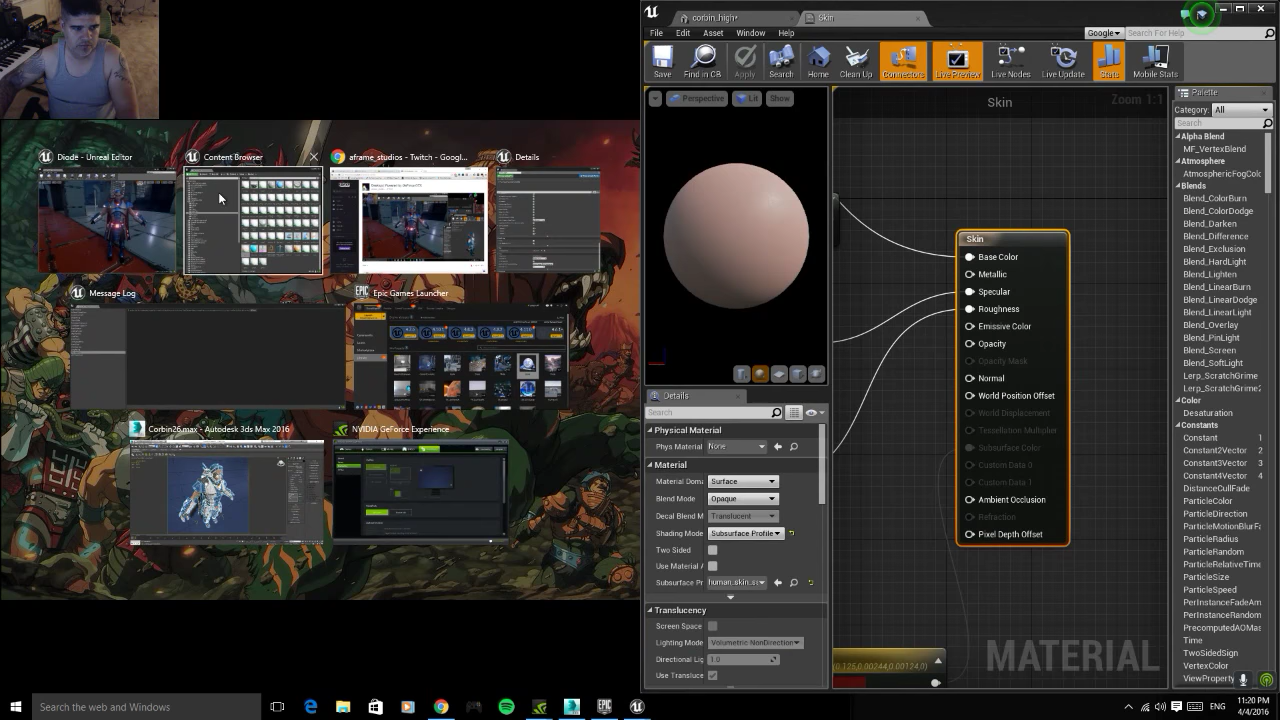 corbin_high*
Skin
File Edit Asset Window Help
Google
Search For Help
Save Find in CB Apply Search Home Clean Up Connectors Live Preview Live Nodes Live Update Stats Mobile Stats
Perspective Lit Show
Skin
Zoom 1:1
Palette
Category: All
Search
Alpha Blend
MF_VertexBlend
Atmosphere
AtmosphericFogColo
Blends
Blend_ColorBurn
Blend_ColorDodge
Blend_Darken
Blend_Difference
Blend_Exclusion
Blend_HardLight
Blend_Lighten
Blend_LinearBurn
Blend_LinearDodge
Blend_LinearLight
Blend_Overlay
Blend_PinLight
Blend_Screen
Blend_SoftLight
Lerp_ScratchGrime
Lerp_ScratchGrime2
Color
Desaturation
Constants
Constant 1
Constant2Vector 2
Constant3Vector 3
Constant4Vector 4
DistanceCullFade
ParticleColor
ParticleDirection
ParticleMotionBlurFa
ParticleRadius
ParticleRandom
ParticleRelativeTime
ParticleSize
ParticleSpeed
PerInstanceFadeAm
PerInstanceRandom
PrecomputedAOMas
Time
TwoSidedSign
VertexColor
ViewProperty
Skin
Base Color
Metallic
Specular
Roughness
Emissive Color
Opacity
Opacity Mask
Normal
World Position Offset
World Displacement
Tessellation Multiplier
Subsurface Color
Custom Data 0
Custom Data 1
Ambient Occlusion
Refraction
Pixel Depth Offset
MATERIAL
0.125,0.00244,0.00124,0)
Details
Search
Physical Material
Phys Material None
Material
Material Doma Surface
Blend Mode Opaque
Decal Blend M Translucent
Shading Mode Subsurface Profile
Two Sided
Use Material A
Subsurface Pr human_skin_s
Translucency
Screen Space
Lighting Mode Volumetric NonDirection
Directional Lig 1.0
Use Transluce
Diodé - Unreal Editor
Content Browser
aframe_studios - Twitch - Googl...
Details
Message Log
Epic Games Launcher
Corbin26.max - Autodesk 3ds Max 2016
NVIDIA GeForce Experience
Search the web and Windows
ENG
11:20 PM
4/4/2016